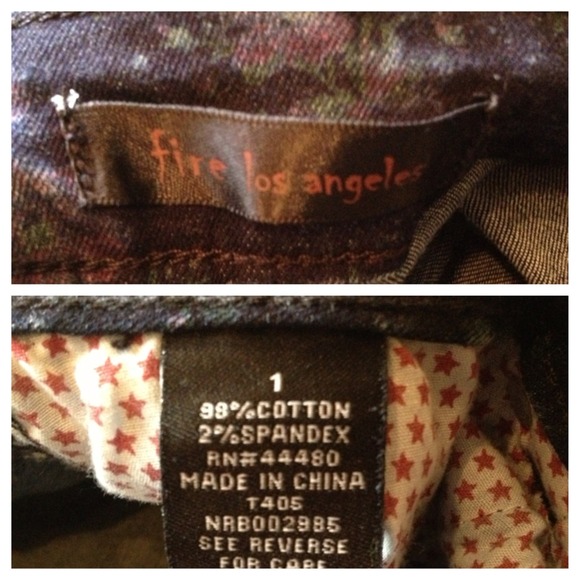 fire los angeles
1
98%COTTON
2%SPANDEX
RN#44480
MADE IN CHINA
T405
NRB002985
SEE REVERSE
FOR CARE